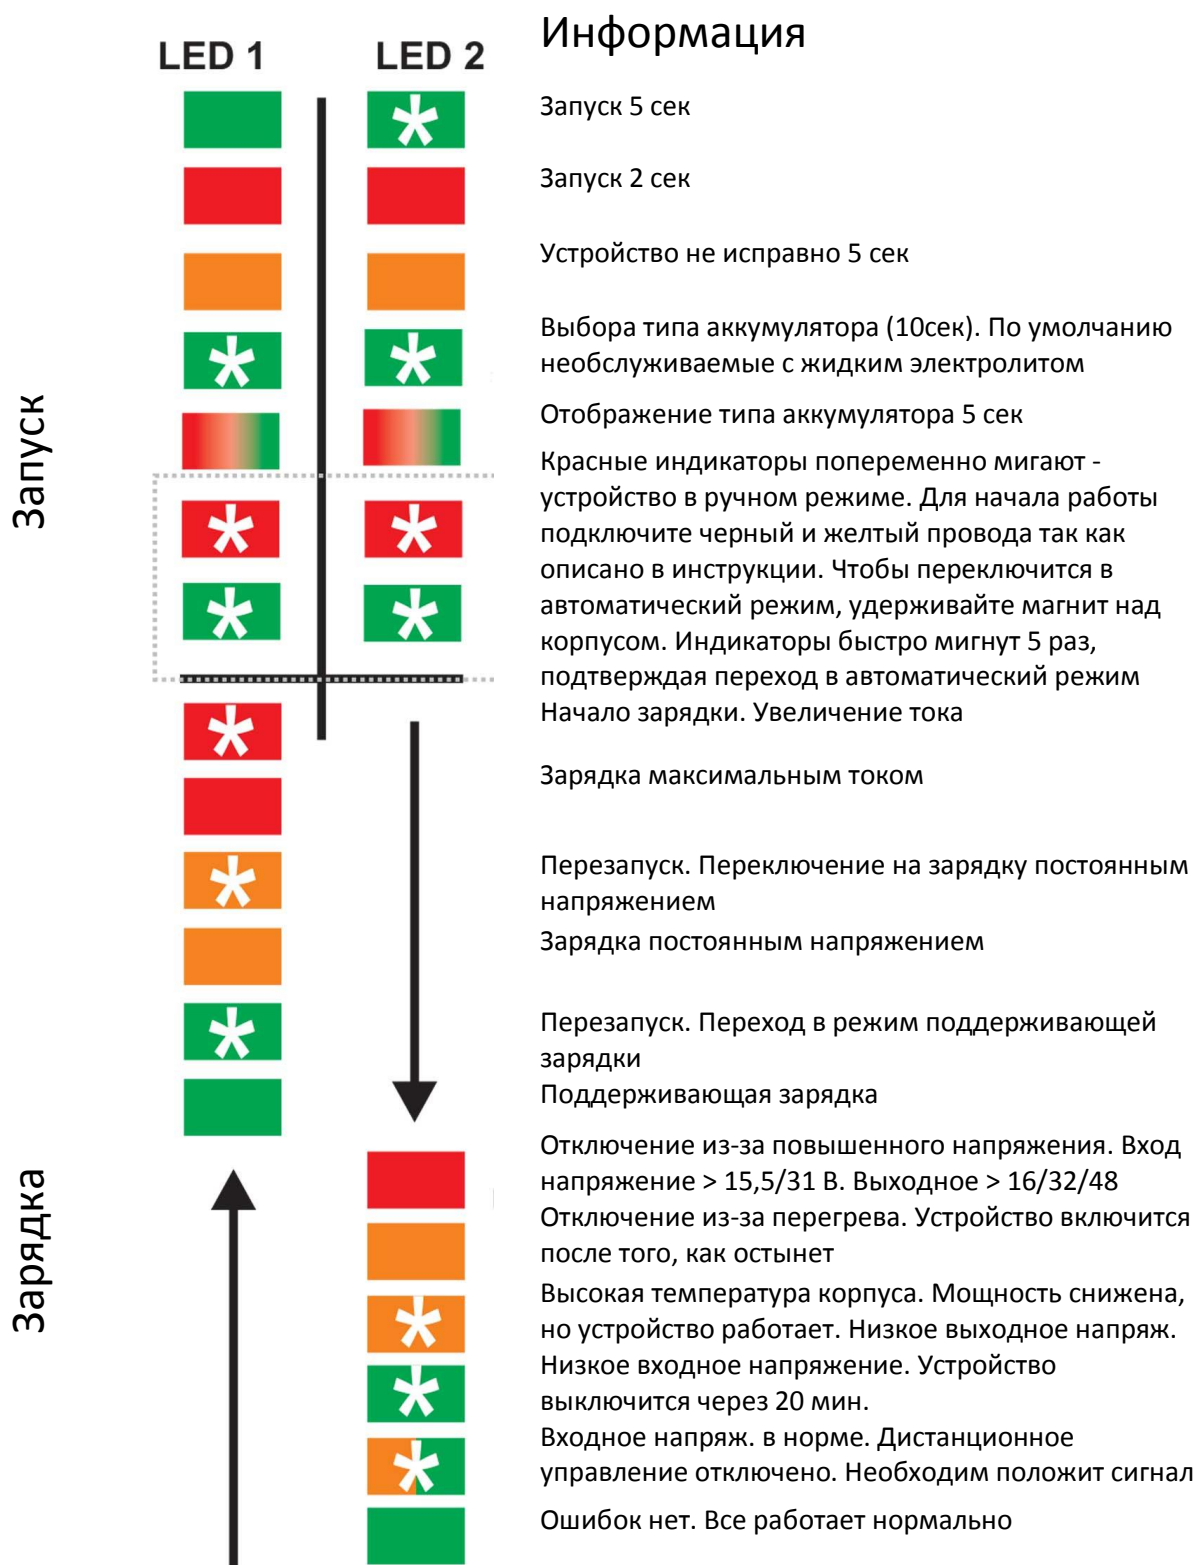 Информация
LED 1
LED 2
Запуск 5 сек
Запуск 2 сек
Устройство не исправно 5 сек
Выбора типа аккумулятора (10сек). По умолчанию
необслуживаемые с жидким электролитом
Отображение типа аккумулятора 5 сек
Запуск
Красные индикаторы попеременно мигают -
устройство в ручном режиме. Для начала работы
подключите черный и желтый провода так как
описано в инструкции. Чтобы переключится в
автоматический режим, удерживайте магнит над
корпусом. Индикаторы быстро мигнут 5 раз,
подтверждая переход в автоматический режим
Начало зарядки. Увеличение тока
Зарядка максимальным током
Перезапуск. Переключение на зарядку постоянным
напряжением
Зарядка постоянным напряжением
Перезапуск. Переход в режим поддерживающей
зарядки
Поддерживающая зарядка
Зарядка
Отключение из-за повышенного напряжения. Вход
напряжение > 15,5/31 В. Выходное > 16/32/48
Отключение из-за перегрева. Устройство включится
после того, как остынет
Высокая температура корпуса. Мощность снижена,
но устройство работает. Низкое выходное напряж.
Низкое входное напряжение. Устройство
выключится через 20 мин.
Входное напряж. в норме. Дистанционное
управление отключено. Необходим положит сигнал
Ошибок нет. Все работает нормально